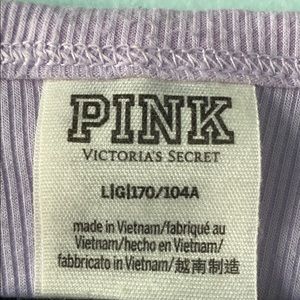 PINK
VICTORIA'S SECRET
L|G|170/104A
made in Vietnam/fabriqué au
Vietnam/hecho en Vietnam/
fabbricato in Vietnam/越南制造